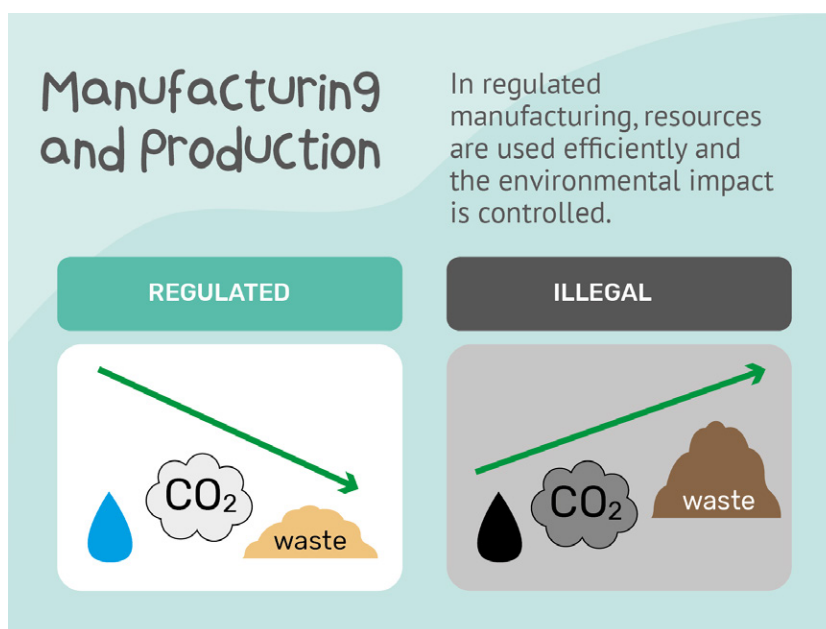 Manufacturing
and Production
In regulated
manufacturing, resources
are used efficiently and
the environmental impact
is controlled.
REGULATED
ILLEGAL
CO₂
waste
CO₂
waste